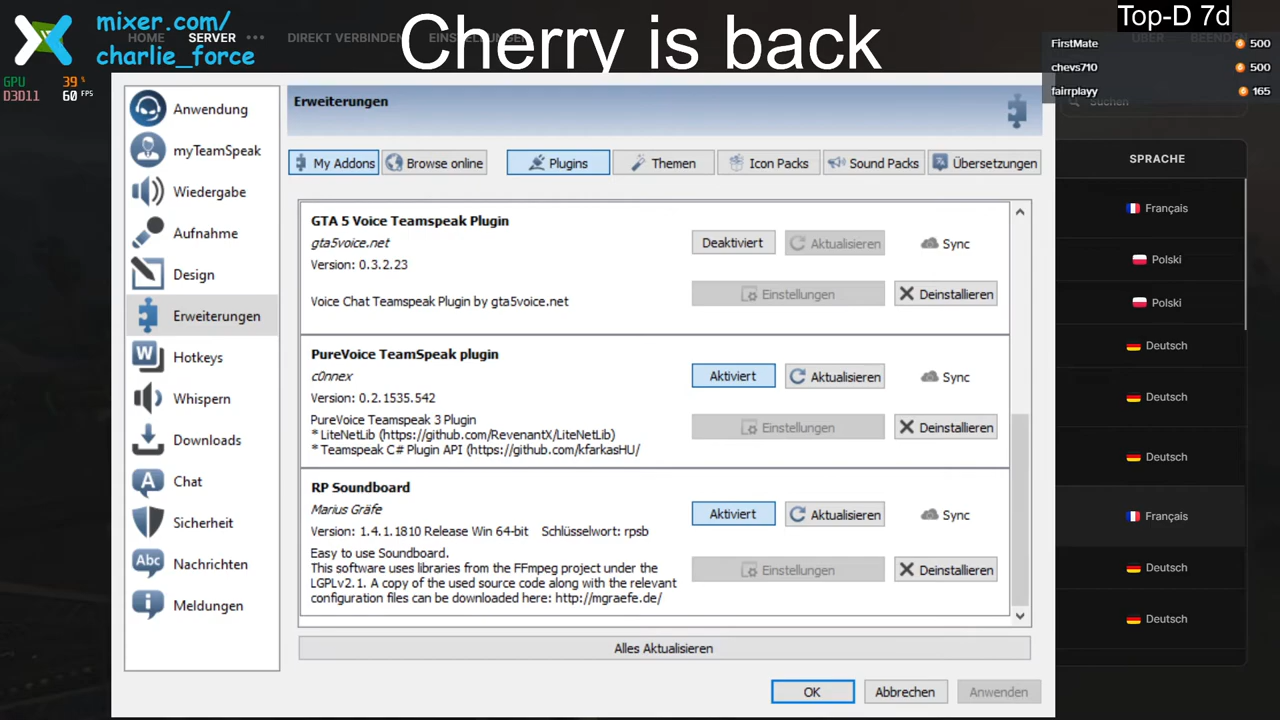 mixer.com/
charlie_force
HOME SERVER ••• DIREKT VERBINDEN
Cherry is back
Top-D 7d
ÜBER BEENDEN
GPU 39 %
D3D11 60 FPS
FirstMate 500
chevs710 500
fairrplayy 165
Suchen
Anwendung
myTeamSpeak
Wiedergabe
Aufnahme
Design
Erweiterungen
Hotkeys
Whispern
Downloads
Chat
Sicherheit
Nachrichten
Meldungen
Erweiterungen
My Addons Browse online Plugins Themen Icon Packs Sound Packs Übersetzungen
GTA 5 Voice Teamspeak Plugin
gta5voice.net
Version: 0.3.2.23
Voice Chat Teamspeak Plugin by gta5voice.net
Deaktiviert Aktualisieren Sync
Einstellungen Deinstallieren
PureVoice TeamSpeak plugin
c0nnex
Version: 0.2.1535.542
PureVoice Teamspeak 3 Plugin
* LiteNetLib (https://github.com/RevenantX/LiteNetLib)
* Teamspeak C# Plugin API (https://github.com/kfarkasHU/
Aktiviert Aktualisieren Sync
Einstellungen Deinstallieren
RP Soundboard
Marius Gräfe
Version: 1.4.1.1810 Release Win 64-bit Schlüsselwort: rpsb
Easy to use Soundboard.
This software uses libraries from the FFmpeg project under the
LGPLv2.1. A copy of the used source code along with the relevant
configuration files can be downloaded here: http://mgraefe.de/
Aktiviert Aktualisieren Sync
Einstellungen Deinstallieren
Alles Aktualisieren
OK Abbrechen Anwenden
SPRACHE
Français
Polski
Polski
Deutsch
Deutsch
Deutsch
Français
Deutsch
Deutsch